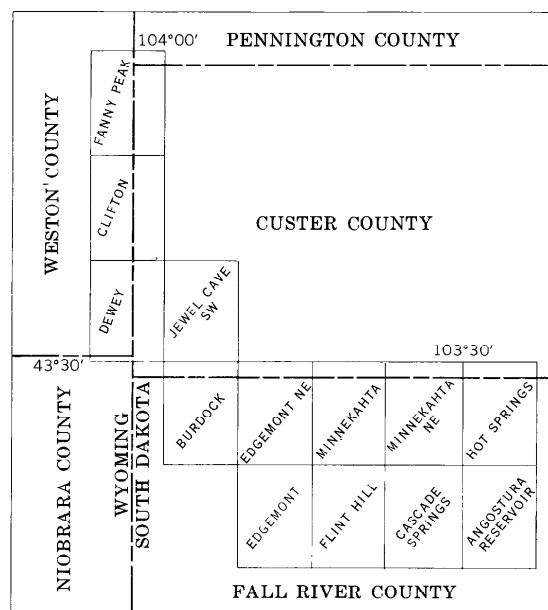 104°00′
PENNINGTON COUNTY
FANNY PEAK
WESTON' COUNTY
CLIFTON
CUSTER COUNTY
DEWEY
JEWEL CAVE
SW
43°30′
103°30′
BURDOCK
EDGEMONT NE
MINNEKAHTA
MINNEKAHTA
NE
HOT SPRINGS
NIOBRARA COUNTY
WYOMING
SOUTH DAKOTA
EDGEMONT
FLINT HILL
CASCADE
SPRINGS
ANGOSTURA
RESERVOIR
FALL RIVER COUNTY